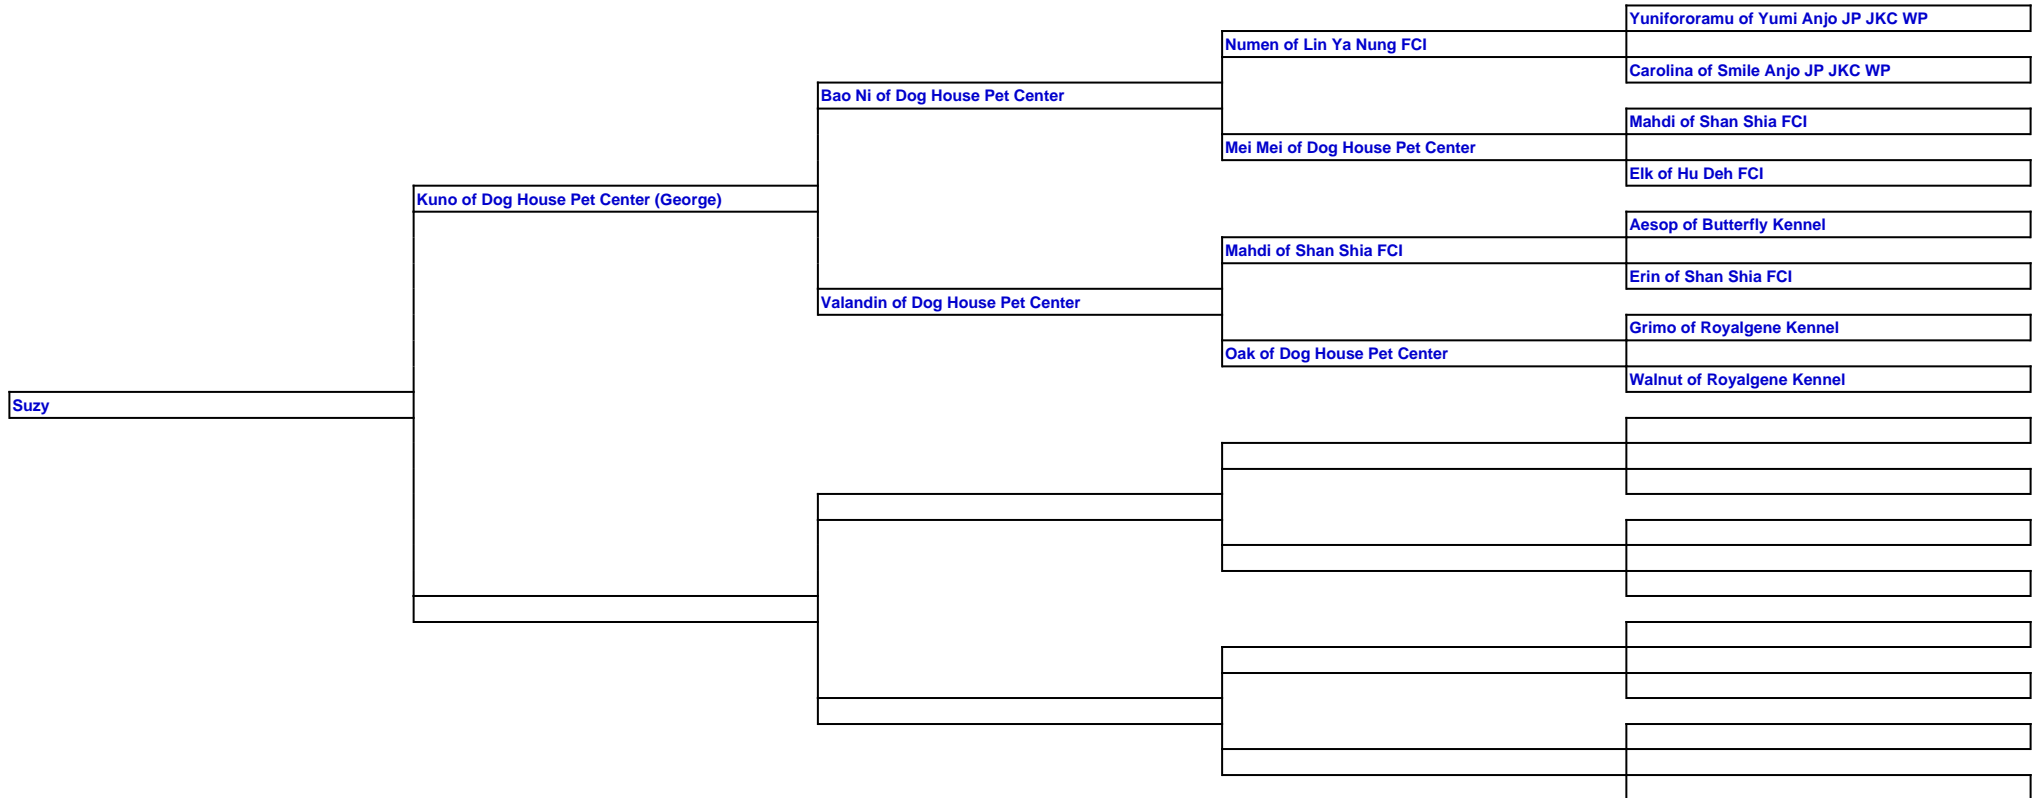 Yunifororamu of Yumi Anjo JP JKC WP
Numen of Lin Ya Nung FCI
Carolina of Smile Anjo JP JKC WP
Bao Ni of Dog House Pet Center
Mahdi of Shan Shia FCI
Mei Mei of Dog House Pet Center
Elk of Hu Deh FCI
Kuno of Dog House Pet Center (George)
Aesop of Butterfly Kennel
Mahdi of Shan Shia FCI
Erin of Shan Shia FCI
Valandin of Dog House Pet Center
Grimo of Royalgene Kennel
Oak of Dog House Pet Center
Walnut of Royalgene Kennel
Suzy